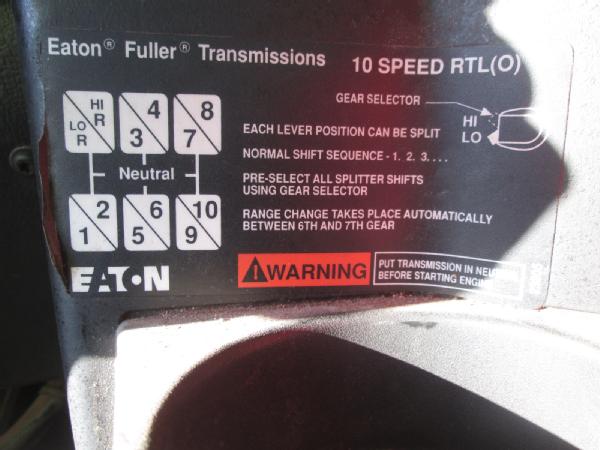 Eaton® Fuller® Transmissions 10 SPEED RTL(O)
GEAR SELECTOR
HI
LO
HI
R
LO
R
4
3
8
7
EACH LEVER POSITION CAN BE SPLIT
NORMAL SHIFT SEQUENCE - 1. 2. 3. . . .
Neutral
PRE-SELECT ALL SPLITTER SHIFTS
USING GEAR SELECTOR
2
1
6
5
10
9
RANGE CHANGE TAKES PLACE AUTOMATICALLY
BETWEEN 6TH AND 7TH GEAR
EATON
WARNING
PUT TRANSMISSION IN NEUTRAL
BEFORE STARTING ENGINE